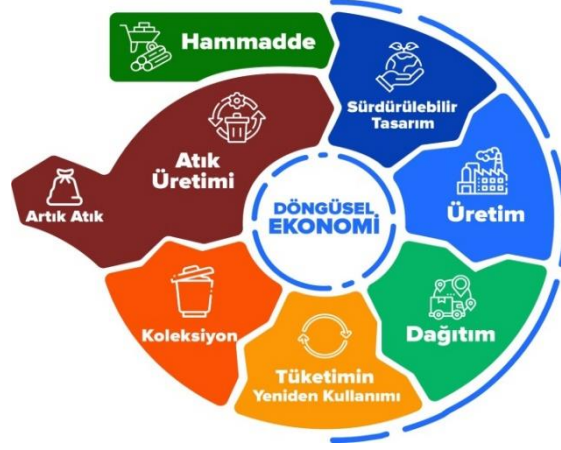 Hammadde
Sürdürülebilir
Tasarım
Üretim
Dağıtım
Tüketimin
Yeniden Kullanımı
Koleksiyon
Atık
Üretimi
Artık Atık
DÖNGÜSEL
EKONOMİ